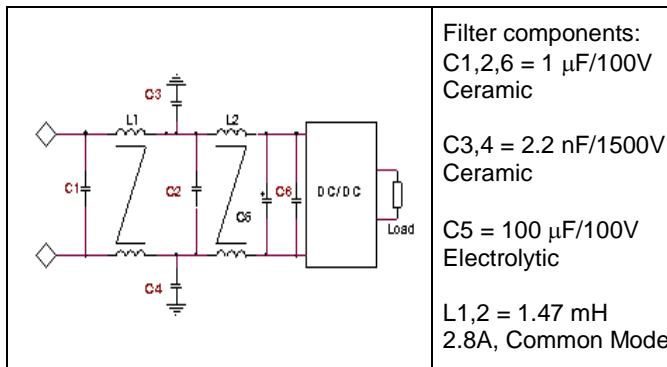 C3
L1
L2
C1
C2
C5
C6
DC/DC
Load
C4
Filter components:
C1,2,6 = 1 μF/100V
Ceramic
C3,4 = 2.2 nF/1500V
Ceramic
C5 = 100 μF/100V
Electrolytic
L1,2 = 1.47 mH
2.8A, Common Mode